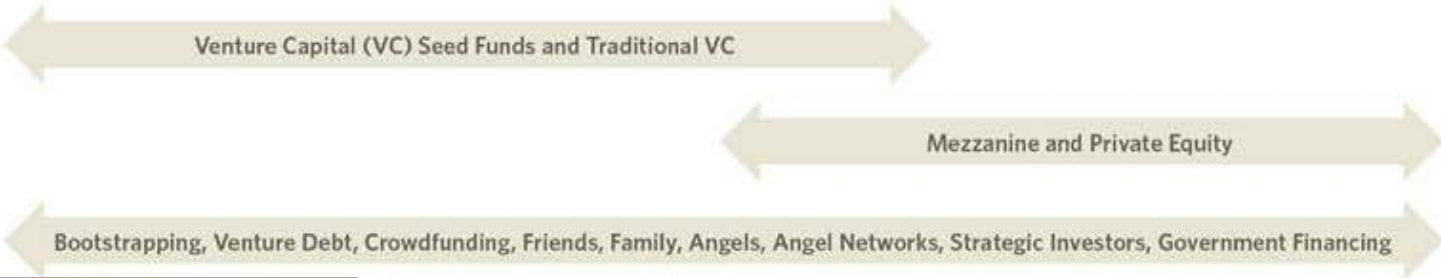 Venture Capital (VC) Seed Funds and Traditional VC
Mezzanine and Private Equity
Bootstrapping, Venture Debt, Crowdfunding, Friends, Family, Angels, Angel Networks, Strategic Investors, Government Financing